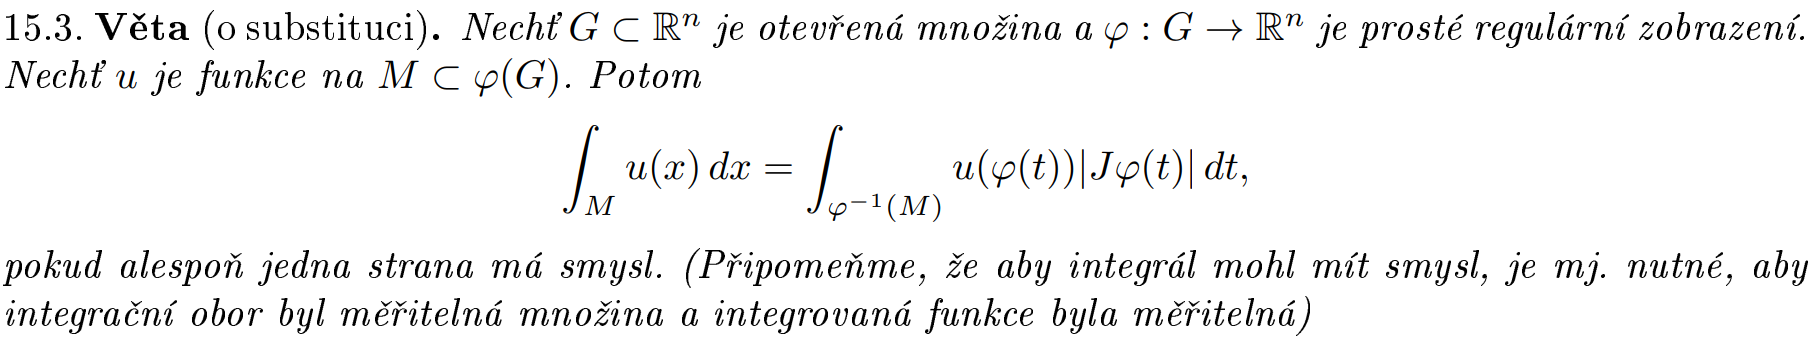 15.3. Věta (o substituci). Nechť G ⊂ ℝⁿ je otevřená množina a φ : G → ℝⁿ je prosté regulární zobrazení.
Nechť u je funkce na M ⊂ φ(G). Potom
∫_M u(x) dx = ∫_{φ⁻¹(M)} u(φ(t))|Jφ(t)| dt,
pokud alespoň jedna strana má smysl. (Připomeňme, že aby integrál mohl mít smysl, je mj. nutné, aby
integrační obor byl měřitelná množina a integrovaná funkce byla měřitelná)